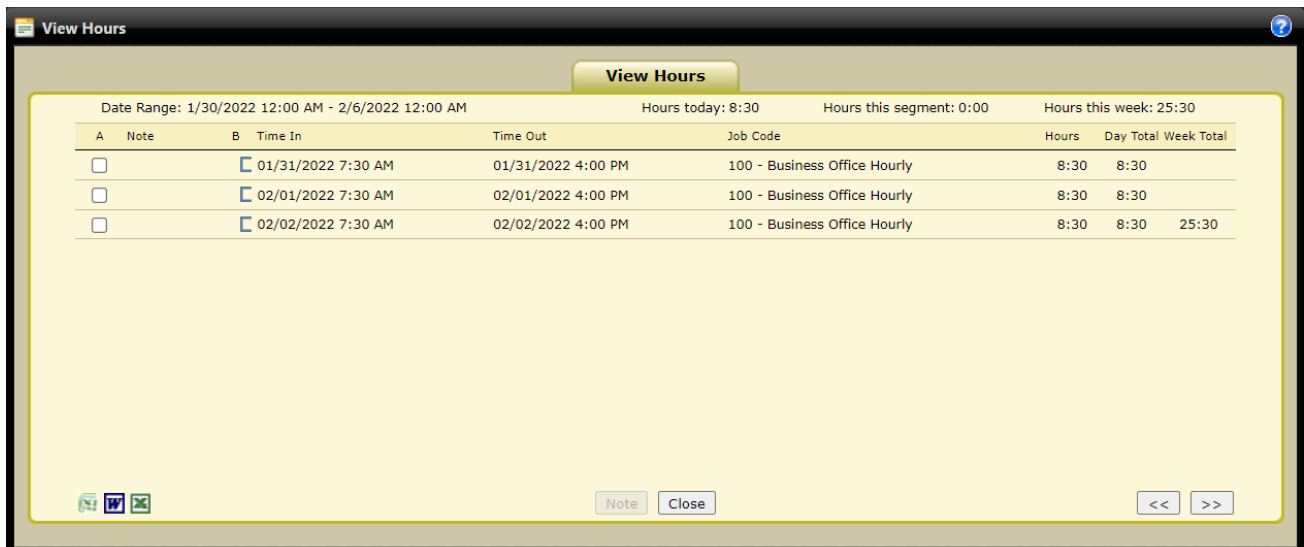 View Hours
View Hours
Date Range: 1/30/2022 12:00 AM - 2/6/2022 12:00 AM Hours today: 8:30 Hours this segment: 0:00 Hours this week: 25:30
A Note B Time In Time Out Job Code Hours Day Total Week Total
01/31/2022 7:30 AM 01/31/2022 4:00 PM 100 - Business Office Hourly 8:30 8:30
02/01/2022 7:30 AM 02/01/2022 4:00 PM 100 - Business Office Hourly 8:30 8:30
02/02/2022 7:30 AM 02/02/2022 4:00 PM 100 - Business Office Hourly 8:30 8:30 25:30
Note Close << >>